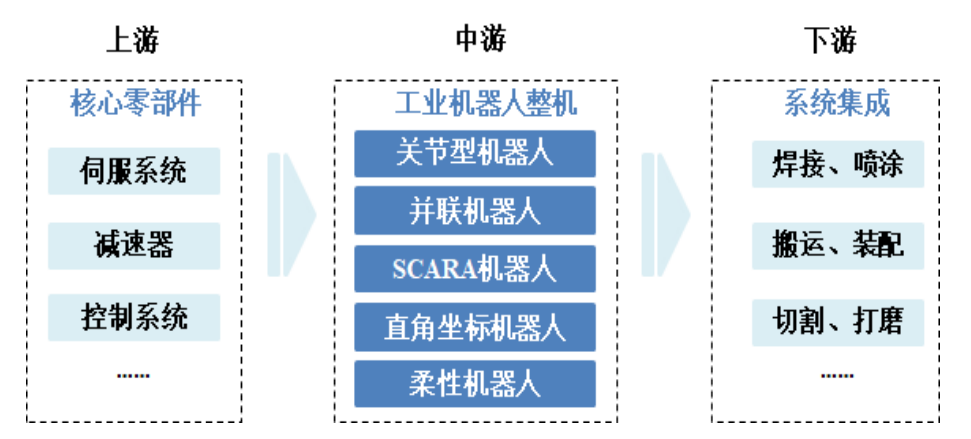 上游
核心零部件
伺服系统
减速器
控制系统
……
中游
工业机器人整机
关节型机器人
并联机器人
SCARA机器人
直角坐标机器人
柔性机器人
下游
系统集成
焊接、喷涂
搬运、装配
切割、打磨
……